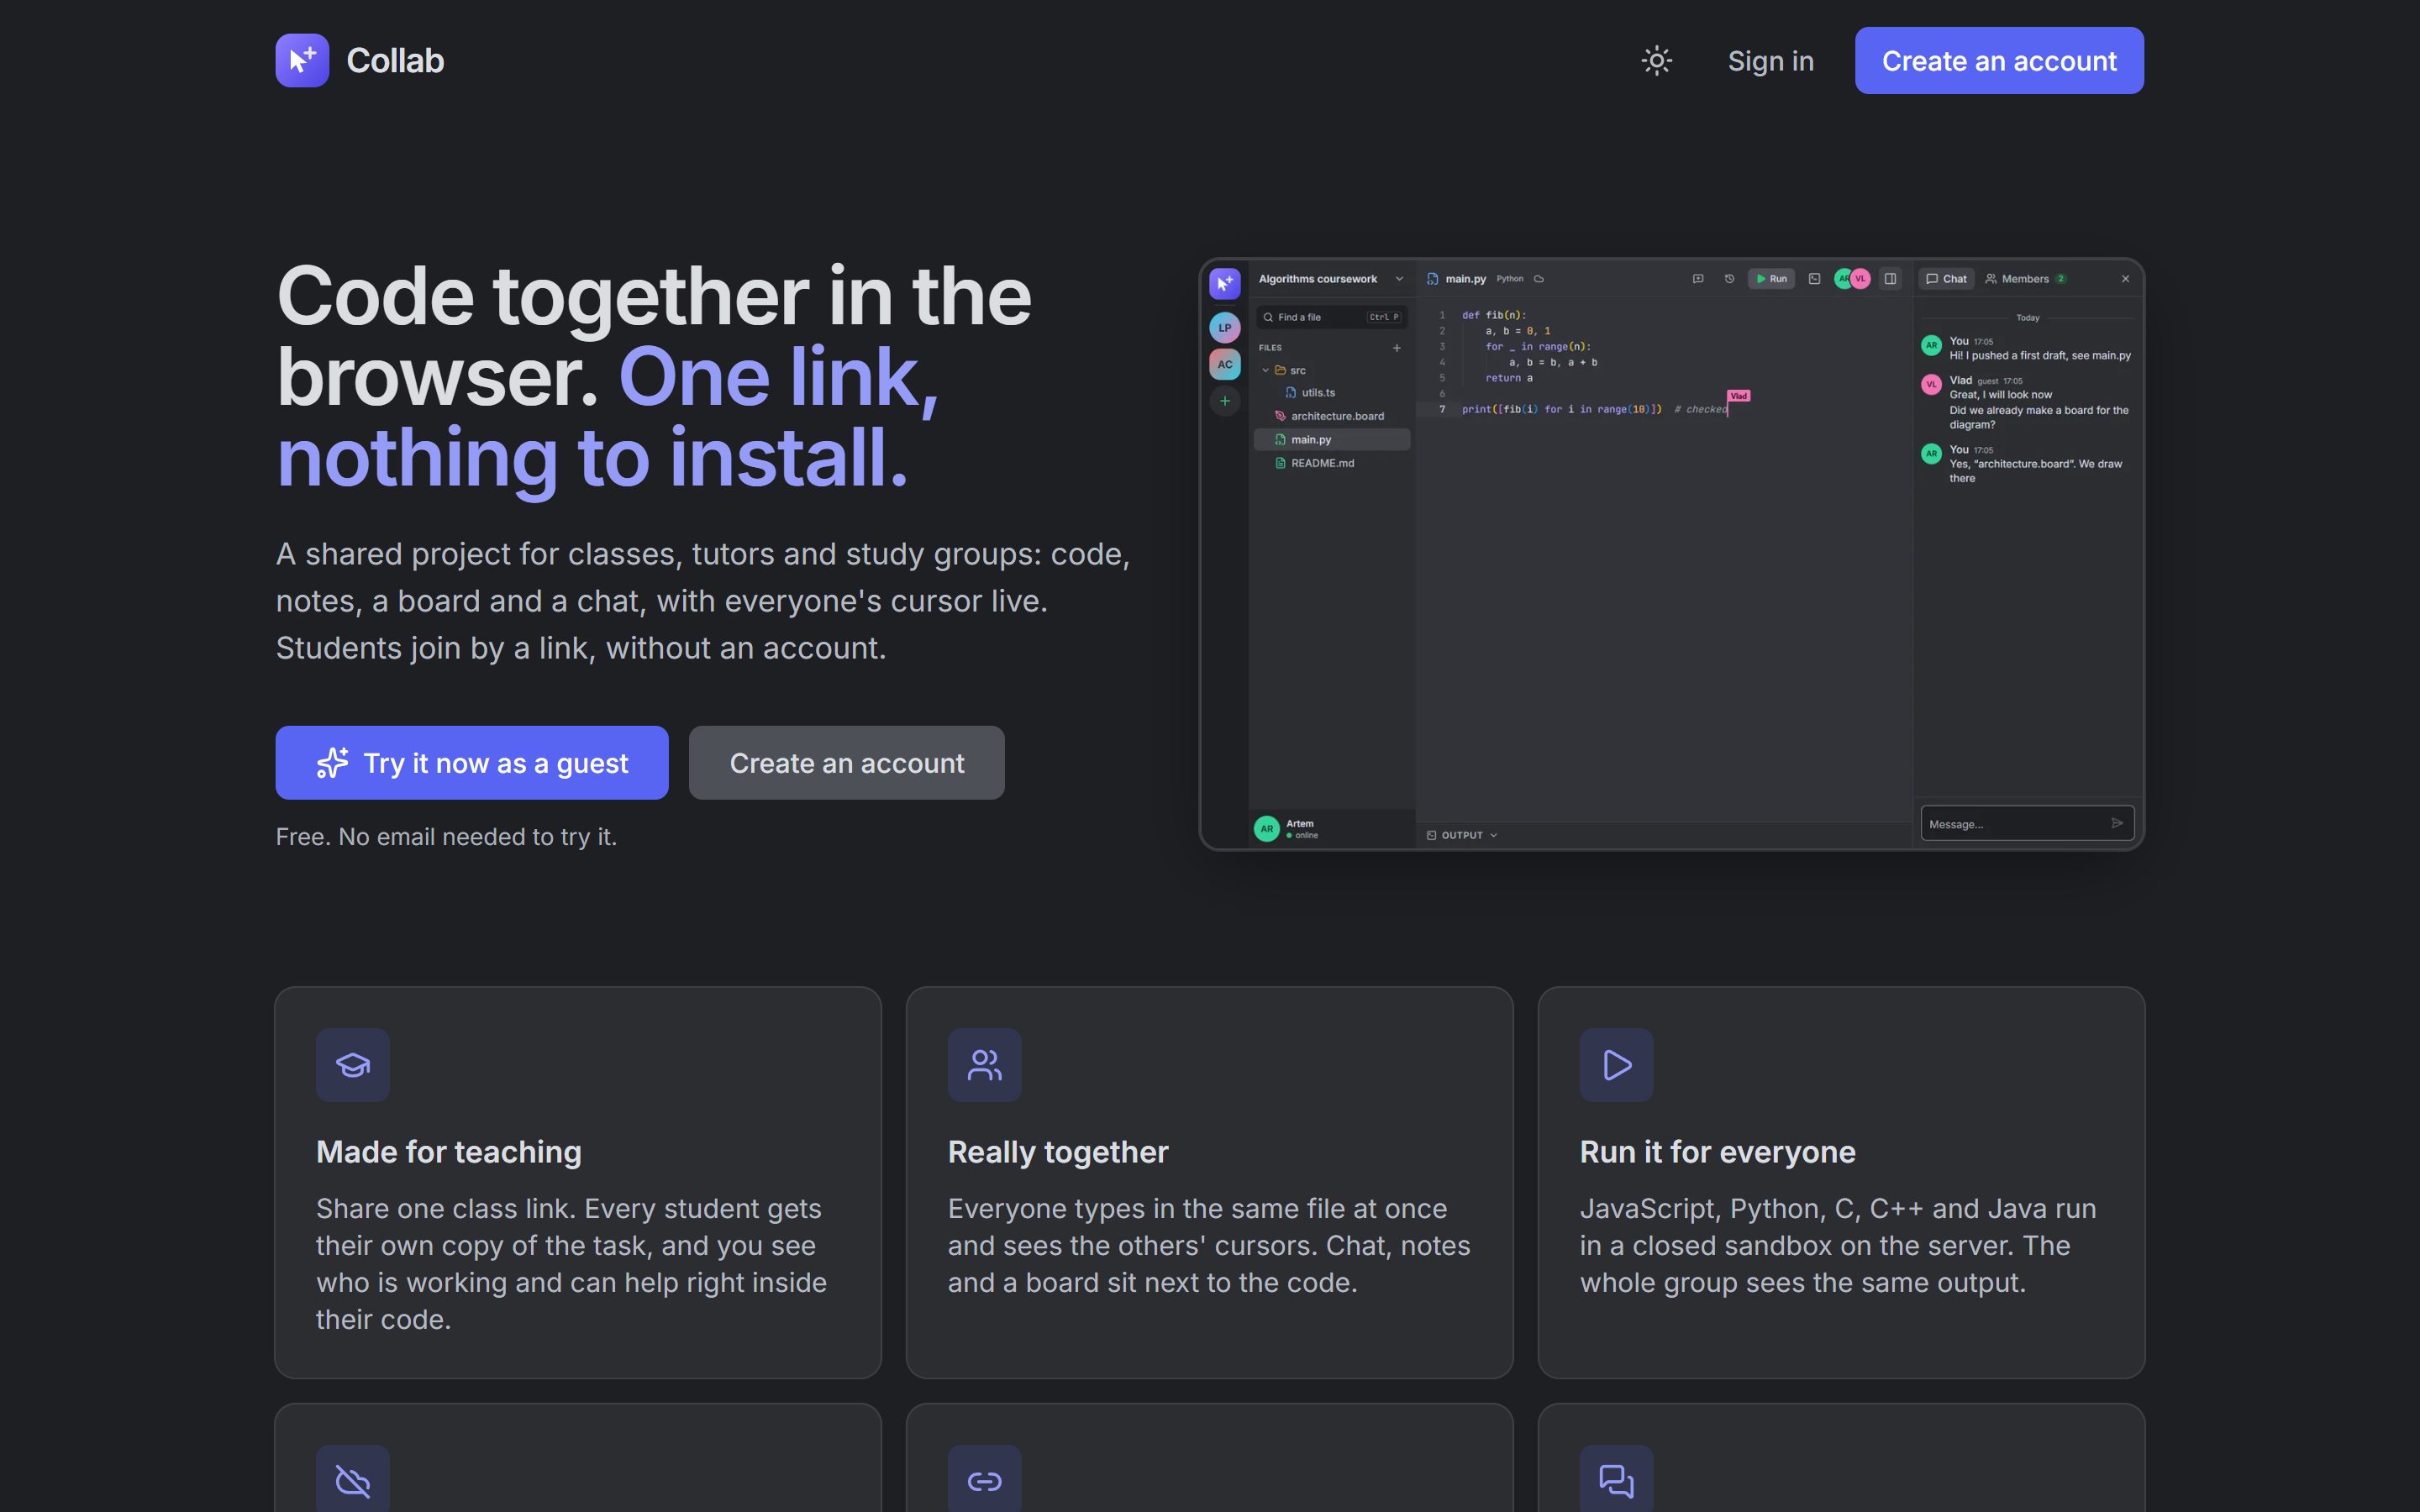 Collab
Sign in
Create an account
Code together in the
browser. One link,
nothing to install.
A shared project for classes, tutors and study groups: code,
notes, a board and a chat, with everyone's cursor live.
Students join by a link, without an account.
Try it now as a guest
Create an account
Free. No email needed to try it.
LP
AC
Algorithms coursework
Find a file
Ctrl P
FILES
src
utils.ts
architecture.board
main.py
README.md
AR
Artem
online
main.py
Python
Run
AR
VL
1 def fib(n):
2 a, b = 0, 1
3 for _ in range(n):
4 a, b = b, a + b
5 return a
6
Vlad
7 print([fib(i) for i in range(10)]) # checked
OUTPUT
Chat
Members 2
Today
AR
You 17:05
Hi! I pushed a first draft, see main.py
VL
Vlad guest 17:05
Great, I will look now
Did we already make a board for the
diagram?
AR
You 17:05
Yes, “architecture.board”. We draw
there
Message...
Made for teaching
Share one class link. Every student gets
their own copy of the task, and you see
who is working and can help right inside
their code.
Really together
Everyone types in the same file at once
and sees the others' cursors. Chat, notes
and a board sit next to the code.
Run it for everyone
JavaScript, Python, C, C++ and Java run
in a closed sandbox on the server. The
whole group sees the same output.